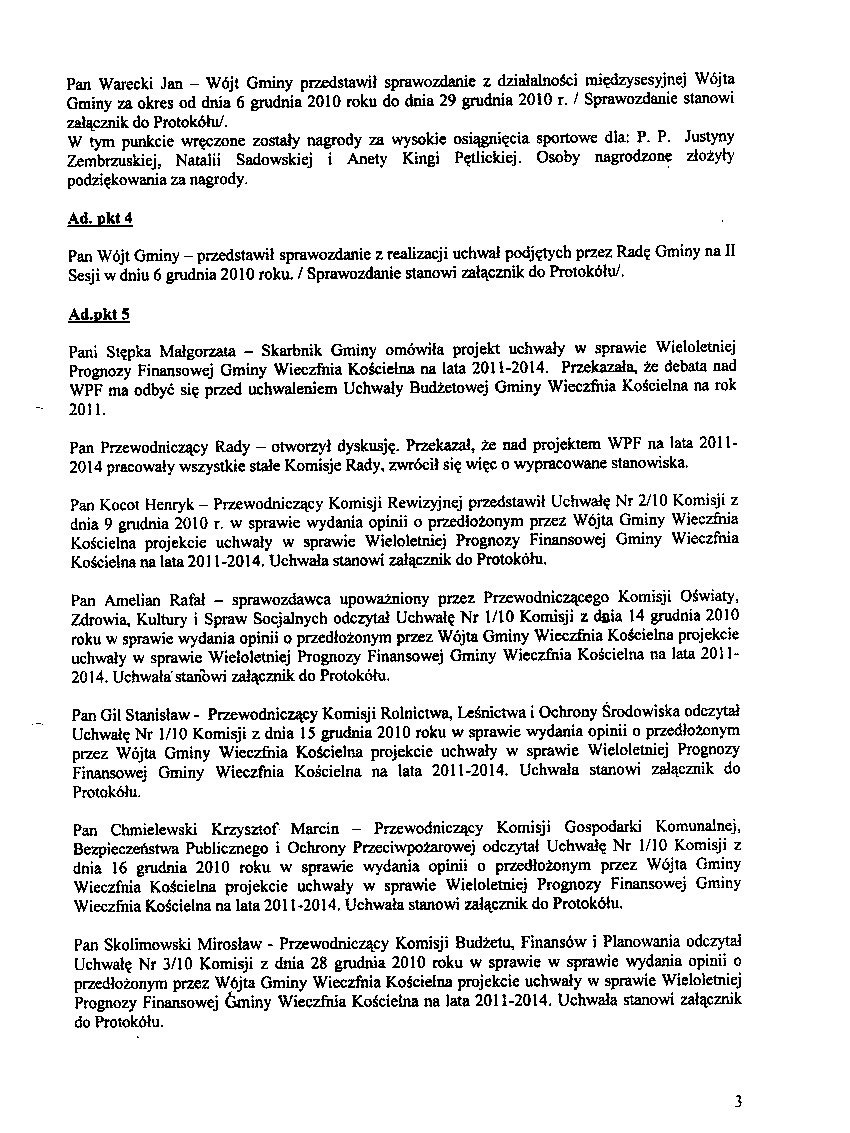 Pan Warecki Jan – Wójt Gminy przedstawił sprawozdanie z działalności międzysesyjnej Wójta
Gminy za okres od dnia 6 grudnia 2010 roku do dnia 29 grudnia 2010 r. / Sprawozdanie stanowi
załącznik do Protokółu/.
W tym punkcie wręczone zostały nagrody za wysokie osiągnięcia sportowe dla: P. P. Justyny
Zembrzuskiej, Natalii Sadowskiej i Anety Kingi Pętlickiej. Osoby nagrodzone złożyły
podziękowania za nagrody.
Ad. pkt 4
Pan Wójt Gminy – przedstawił sprawozdanie z realizacji uchwał podjętych przez Radę Gminy na II
Sesji w dniu 6 grudnia 2010 roku. / Sprawozdanie stanowi załącznik do Protokółu/.
Ad.pkt 5
Pani Stępka Małgorzata – Skarbnik Gminy omówiła projekt uchwały w sprawie Wieloletniej
Prognozy Finansowej Gminy Wieczfnia Kościelna na lata 2011-2014. Przekazała, że debata nad
WPF ma odbyć się przed uchwaleniem Uchwały Budżetowej Gminy Wieczfnia Kościelna na rok
2011.
Pan Przewodniczący Rady – otworzył dyskusję. Przekazał, że nad projektem WPF na lata 2011-
2014 pracowały wszystkie stałe Komisje Rady, zwrócił się więc o wypracowane stanowiska.
Pan Kocot Henryk – Przewodniczący Komisji Rewizyjnej przedstawił Uchwałę Nr 2/10 Komisji z
dnia 9 grudnia 2010 r. w sprawie wydania opinii o przedłożonym przez Wójta Gminy Wieczfnia
Kościelna projekcie uchwały w sprawie Wieloletniej Prognozy Finansowej Gminy Wieczfnia
Kościelna na lata 2011-2014. Uchwała stanowi załącznik do Protokółu.
Pan Amelian Rafał – sprawozdawca upoważniony przez Przewodniczącego Komisji Oświaty,
Zdrowia, Kultury i Spraw Socjalnych odczytał Uchwałę Nr 1/10 Komisji z dnia 14 grudnia 2010
roku w sprawie wydania opinii o przedłożonym przez Wójta Gminy Wieczfnia Kościelna projekcie
uchwały w sprawie Wieloletniej Prognozy Finansowej Gminy Wieczfnia Kościelna na lata 2011-
2014. Uchwała stanowi załącznik do Protokółu.
Pan Gil Stanisław - Przewodniczący Komisji Rolnictwa, Leśnictwa i Ochrony Środowiska odczytał
Uchwałę Nr 1/10 Komisji z dnia 15 grudnia 2010 roku w sprawie wydania opinii o przedłożonym
przez Wójta Gminy Wieczfnia Kościelna projekcie uchwały w sprawie Wieloletniej Prognozy
Finansowej Gminy Wieczfnia Kościelna na lata 2011-2014. Uchwała stanowi załącznik do
Protokółu.
Pan Chmielewski Krzysztof Marcin – Przewodniczący Komisji Gospodarki Komunalnej,
Bezpieczeństwa Publicznego i Ochrony Przeciwpożarowej odczytał Uchwałę Nr 1/10 Komisji z
dnia 16 grudnia 2010 roku w sprawie wydania opinii o przedłożonym przez Wójta Gminy
Wieczfnia Kościelna projekcie uchwały w sprawie Wieloletniej Prognozy Finansowej Gminy
Wieczfnia Kościelna na lata 2011-2014. Uchwała stanowi załącznik do Protokółu.
Pan Skolimowski Mirosław - Przewodniczący Komisji Budżetu, Finansów i Planowania odczytał
Uchwałę Nr 3/10 Komisji z dnia 28 grudnia 2010 roku w sprawie w sprawie wydania opinii o
przedłożonym przez Wójta Gminy Wieczfnia Kościelna projekcie uchwały w sprawie Wieloletniej
Prognozy Finansowej Gminy Wieczfnia Kościelna na lata 2011-2014. Uchwała stanowi załącznik
do Protokółu.
3